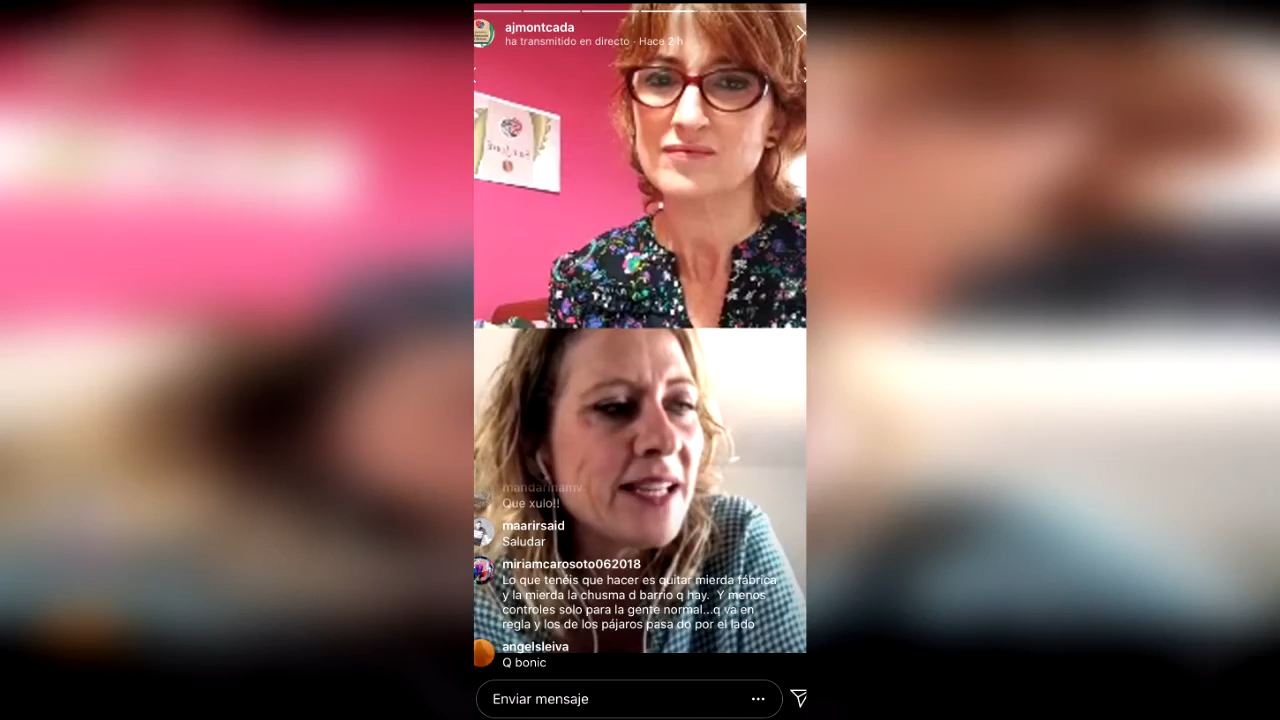 ajmontcada
ha transmitido en directo · Hace 2 h
mandarinamv
Que xulo!!
maarirsaid
Saludar
miriamcarosoto062018
Lo que tenéis que hacer es quitar mierda fábrica
y la mierda la chusma d barrio q hay. Y menos
controles solo para la gente normal...q va en
regla y los de los pájaros pasa do por el lado
angelsleiva
Q bonic
Enviar mensaje